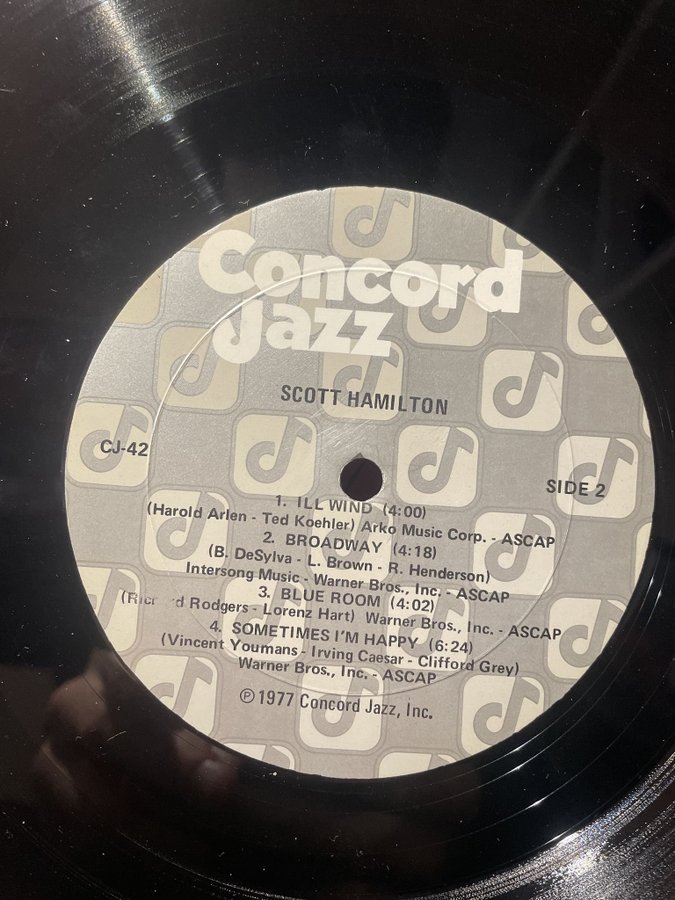 Concord
Jazz
SCOTT HAMILTON
CJ-42
SIDE 2
1. ILL WIND (4:00)
(Harold Arlen - Ted Koehler) Arko Music Corp. - ASCAP
2. BROADWAY (4:18)
(B. DeSylva - L. Brown - R. Henderson)
Intersong Music - Warner Bros., Inc. - ASCAP
3. BLUE ROOM (4:02)
Rodgers - Lorenz Hart) Warner Bros., Inc. - ASCAP
4. SOMETIMES I'M HAPPY (6:24)
(Vincent Youmans - Irving Caesar - Clifford Grey)
Warner Bros., Inc. - ASCAP
℗ 1977 Concord Jazz, Inc.